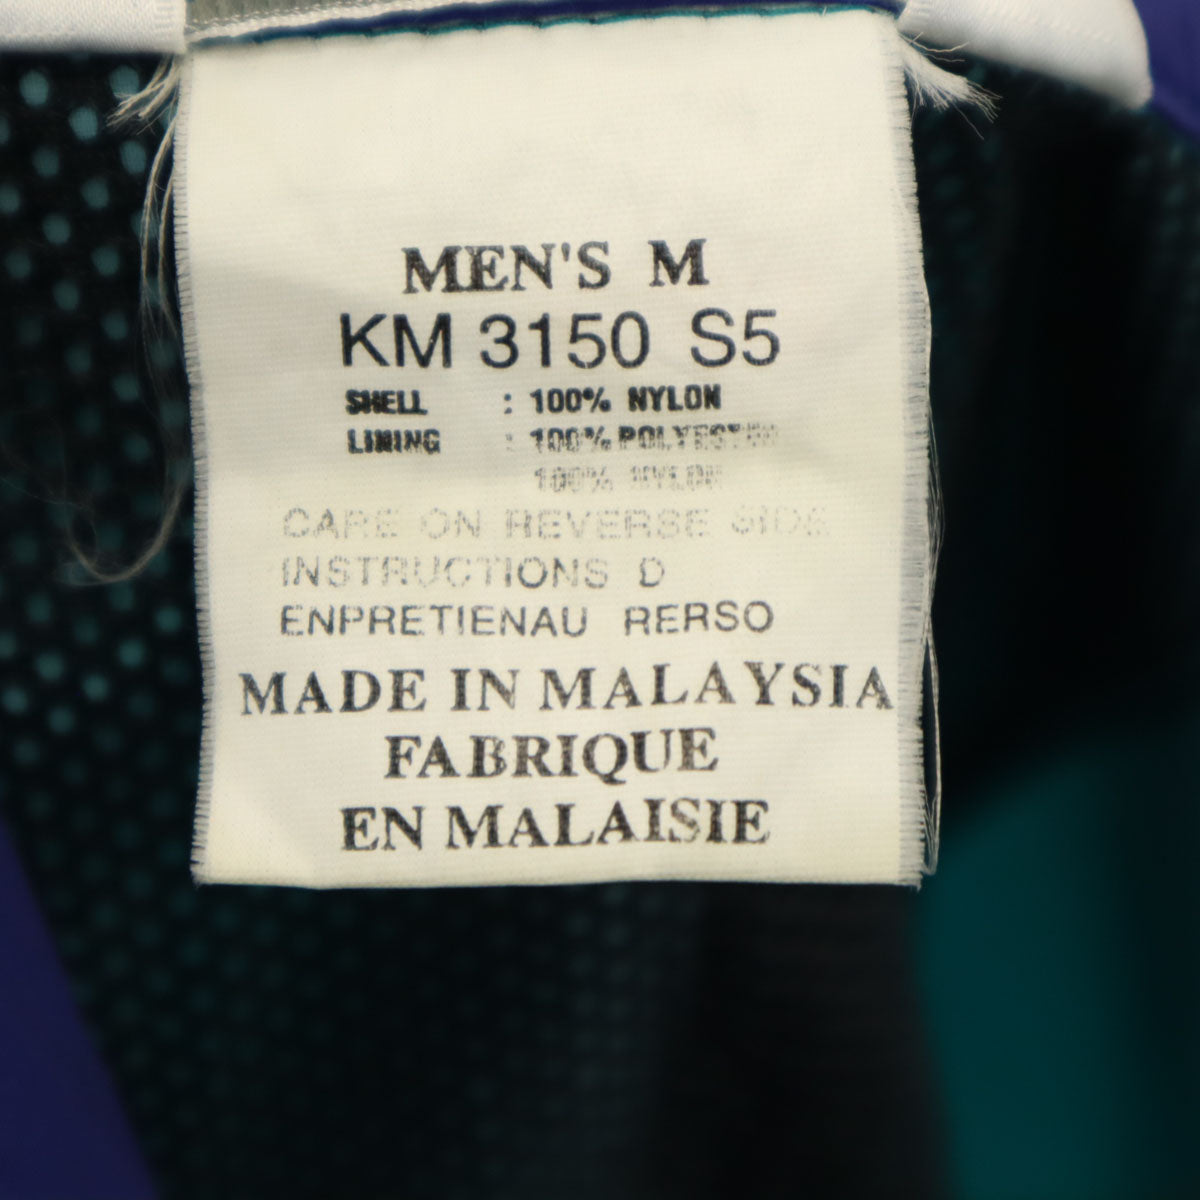 MEN'S M
KM 3150 S5
SHELL : 100% NYLON
LINING : 100% POLYESTER
100% NYLON
CARE ON REVERSE SIDE
INSTRUCTIONS D
ENPRETIENAU RERSO
MADE IN MALAYSIA
FABRIQUE
EN MALAISIE